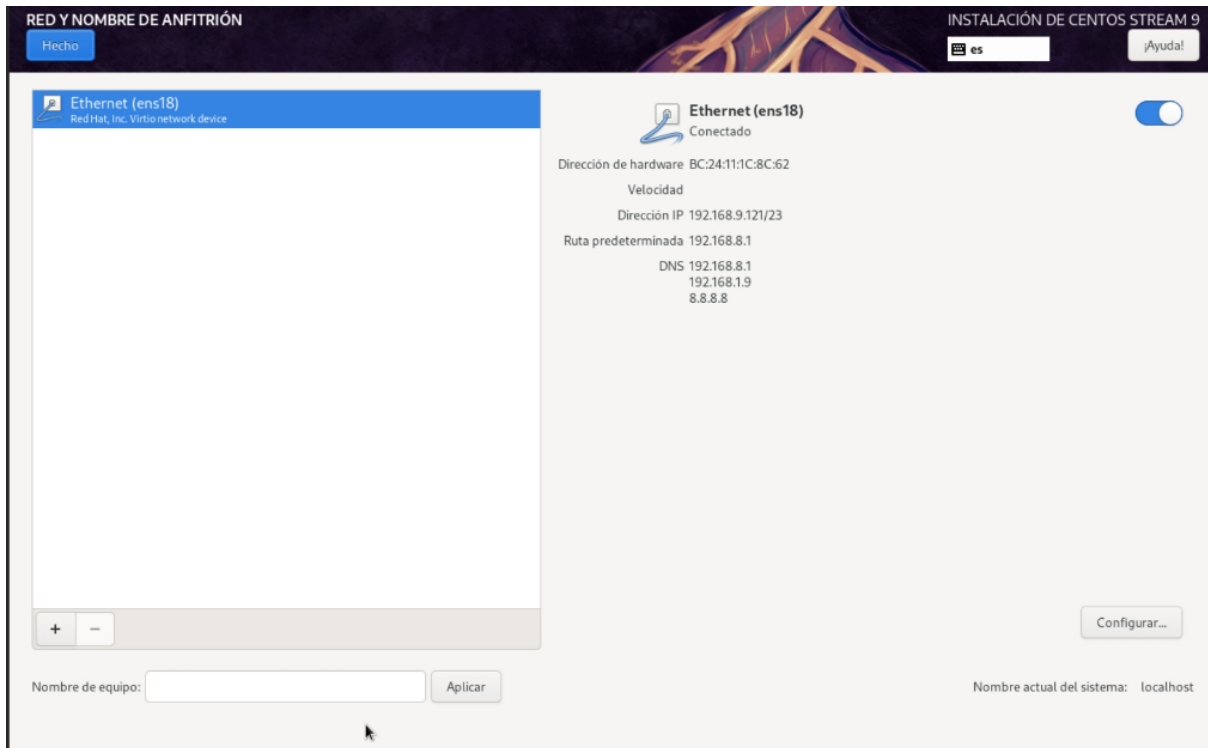 RED Y NOMBRE DE ANFITRIÓN
Hecho
INSTALACIÓN DE CENTOS STREAM 9
es
¡Ayuda!
Ethernet (ens18)
Red Hat, Inc. Virtio network device
Ethernet (ens18)
Conectado
Dirección de hardware BC:24:11:1C:8C:62
Velocidad
Dirección IP 192.168.9.121/23
Ruta predeterminada 192.168.8.1
DNS 192.168.8.1
192.168.1.9
8.8.8.8
+ −
Configurar...
Nombre de equipo: Aplicar
Nombre actual del sistema: localhost